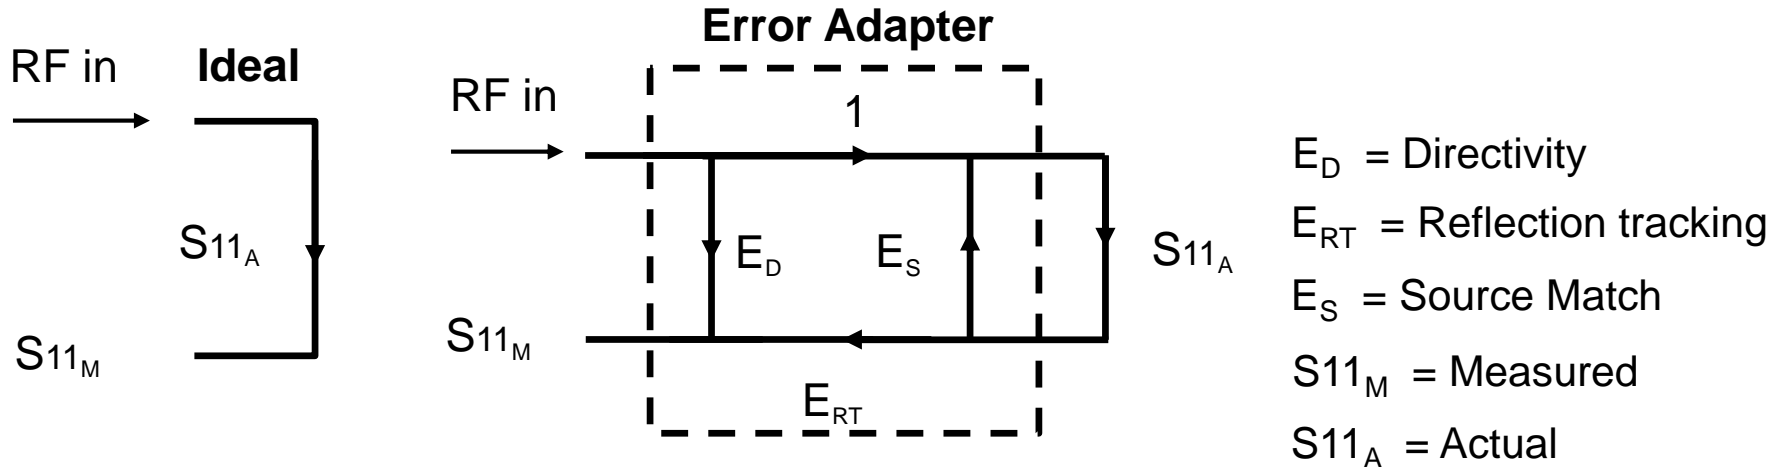 Error Adapter
RF in
Ideal
RF in
1
S11A
ED
ES
S11A
S11M
S11M
ERT
ED = Directivity
ERT = Reflection tracking
ES = Source Match
S11M = Measured
S11A = Actual